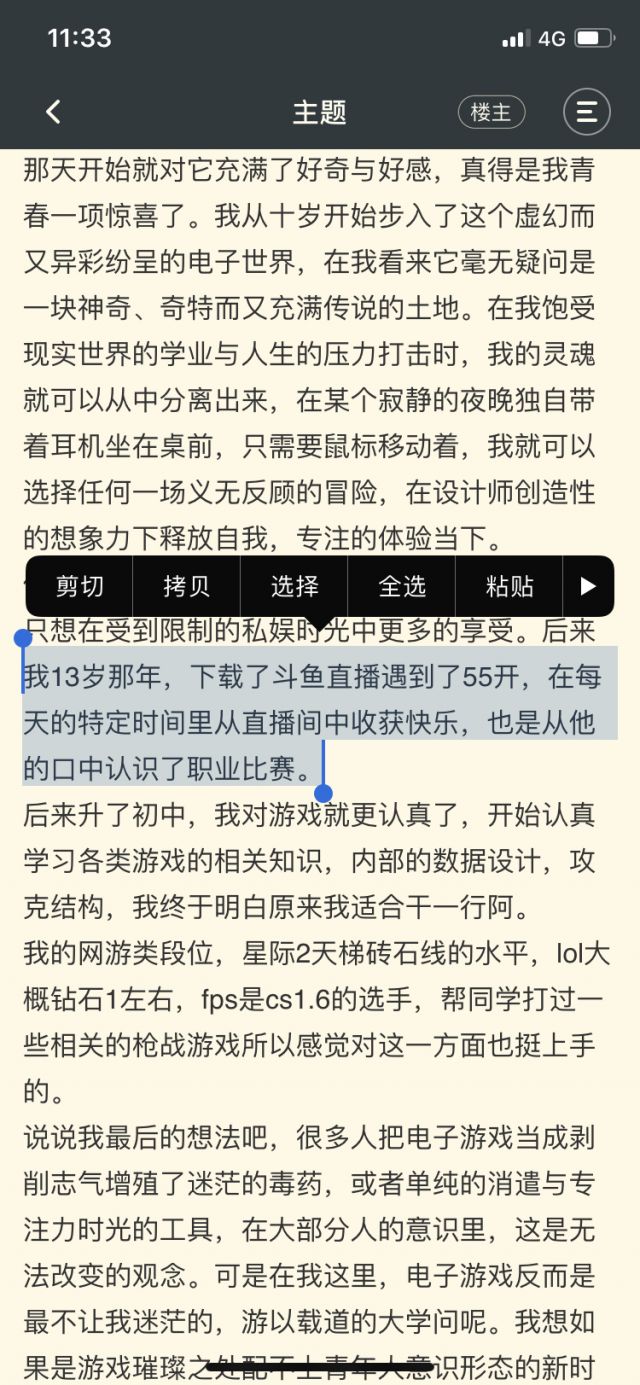 11:33
4G
主题
楼主
那天开始就对它充满了好奇与好感，真得是我青
春一项惊喜了。我从十岁开始步入了这个虚幻而
又异彩纷呈的电子世界，在我看来它毫无疑问是
一块神奇、奇特而又充满传说的土地。在我饱受
现实世界的学业与人生的压力打击时，我的灵魂
就可以从中分离出来，在某个寂静的夜晚独自带
着耳机坐在桌前，只需要鼠标移动着，我就可以
选择任何一场义无反顾的冒险，在设计师创造性
的想象力下释放自我，专注的体验当下。
剪切 拷贝 选择 全选 粘贴
只想在受到限制的私娱时光中更多的享受。后来
我13岁那年，下载了斗鱼直播遇到了55开，在每
天的特定时间里从直播间中收获快乐，也是从他
的口中认识了职业比赛。
后来升了初中，我对游戏就更认真了，开始认真
学习各类游戏的相关知识，内部的数据设计，攻
克结构，我终于明白原来我适合干一行阿。
我的网游类段位，星际2天梯砖石线的水平，lol大
概钻石1左右，fps是cs1.6的选手，帮同学打过一
些相关的枪战游戏所以感觉对这一方面也挺上手
的。
说说我最后的想法吧，很多人把电子游戏当成剥
削志气增殖了迷茫的毒药，或者单纯的消遣与专
注力时光的工具，在大部分人的意识里，这是无
法改变的观念。可是在我这里，电子游戏反而是
最不让我迷茫的，游以载道的大学问呢。我想如
果是游戏璀璨之处配不上青年人意识形态的新时